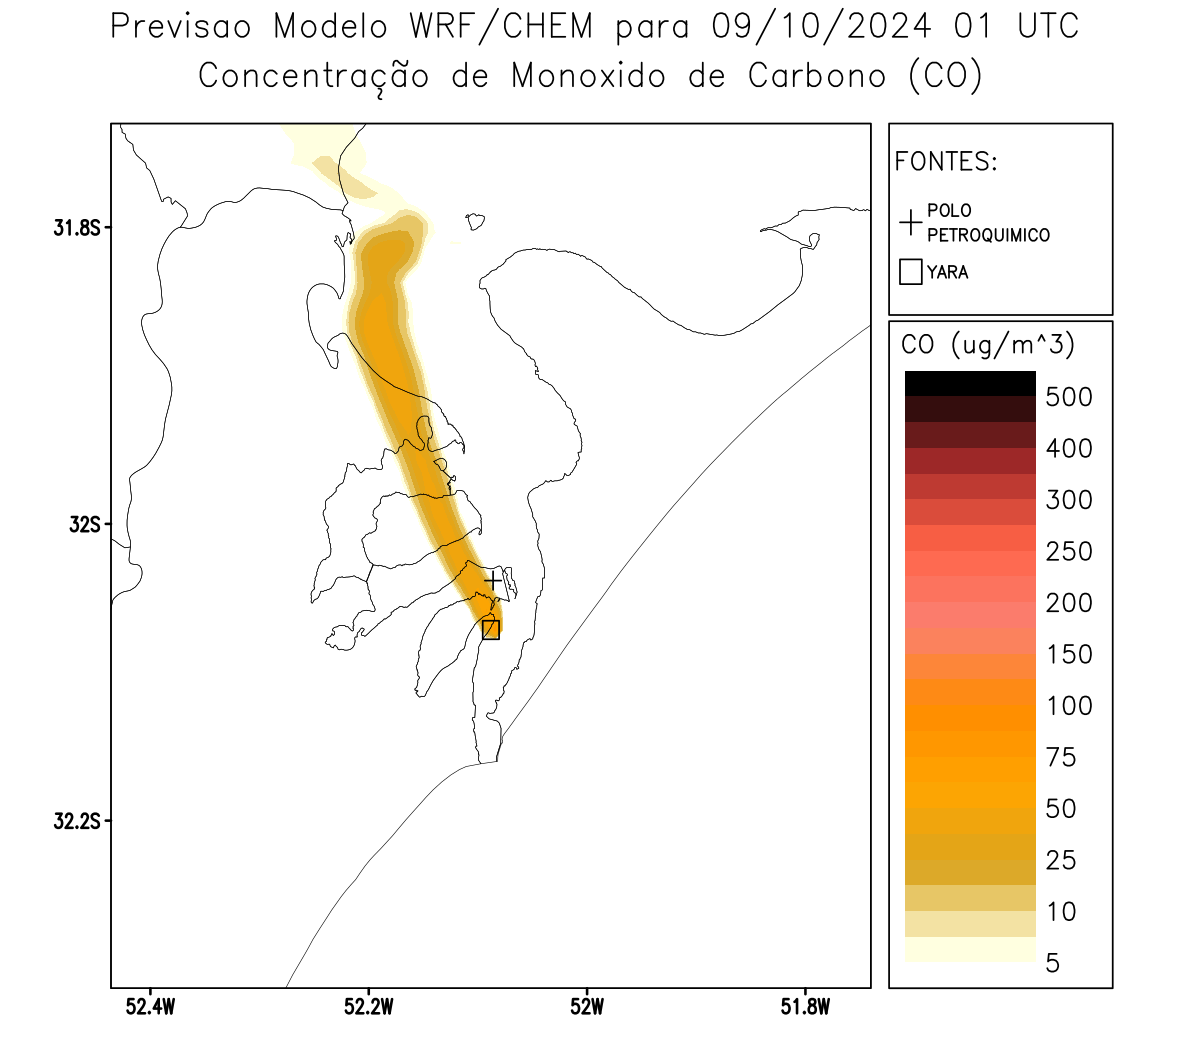 Previsao Modelo WRF/CHEM para 09/10/2024 01 UTC
Concentração de Monoxido de Carbono (CO)
FONTES:
POLO
PETROQUIMICO
YARA
CO (ug/m^3)
500
400
300
250
200
150
100
75
50
25
10
5
31.8S
32S
32.2S
52.4W
52.2W
52W
51.8W